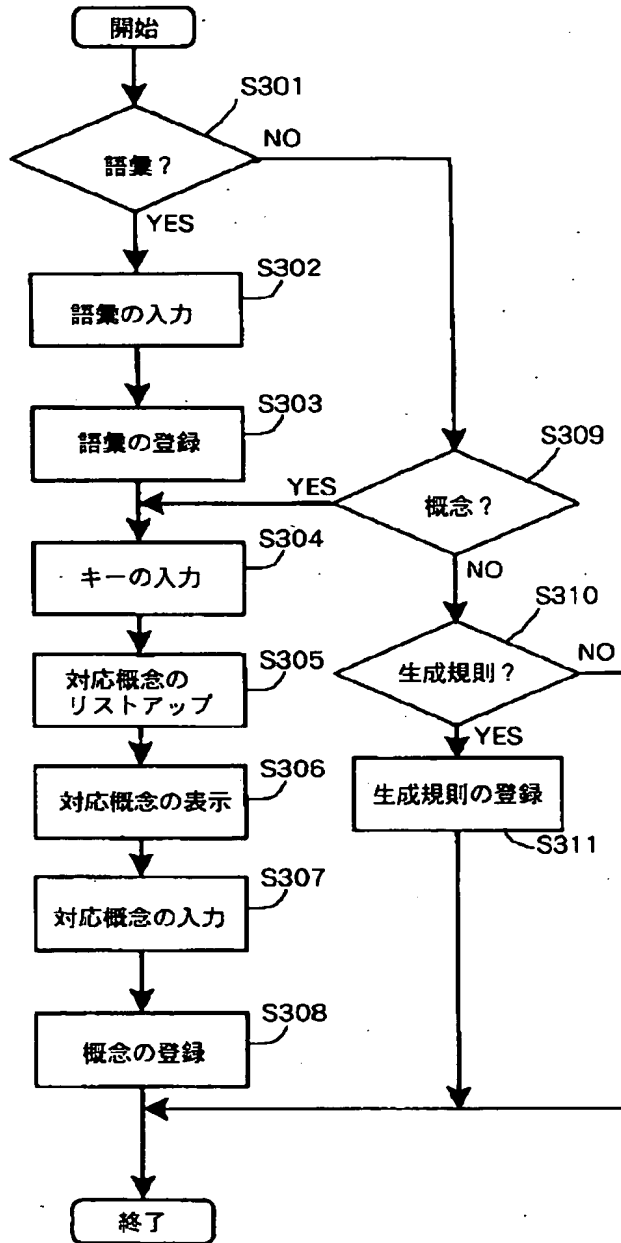 開始
S301
語彙？
NO
YES
S302
語彙の入力
S303
語彙の登録
S309
概念？
YES
NO
S304
キーの入力
S310
生成規則？
NO
YES
S305
対応概念の
リストアップ
S306
対応概念の表示
生成規則の登録
S311
S307
対応概念の入力
S308
概念の登録
終了